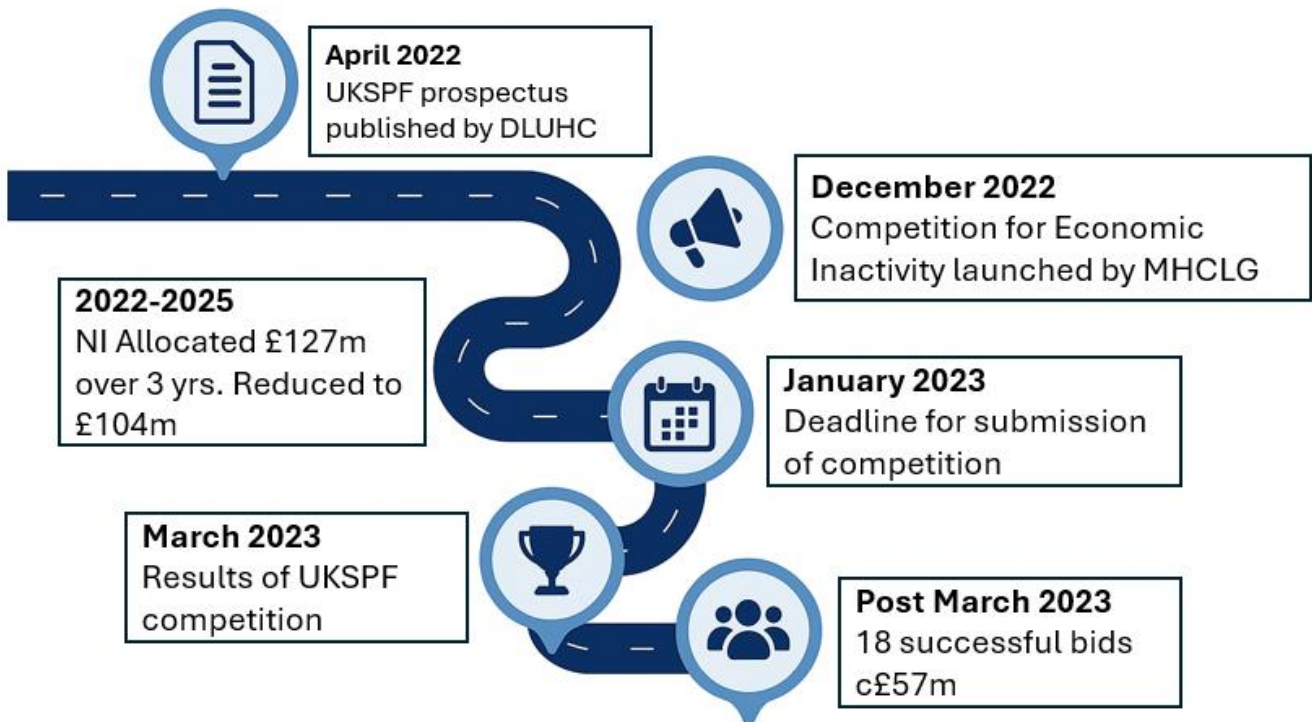 April 2022
UKSPF prospectus
published by DLUHC
December 2022
Competition for Economic
Inactivity launched by MHCLG
2022-2025
NI Allocated £127m
over 3 yrs. Reduced to
£104m
January 2023
Deadline for submission
of competition
March 2023
Results of UKSPF
competition
Post March 2023
18 successful bids
c£57m